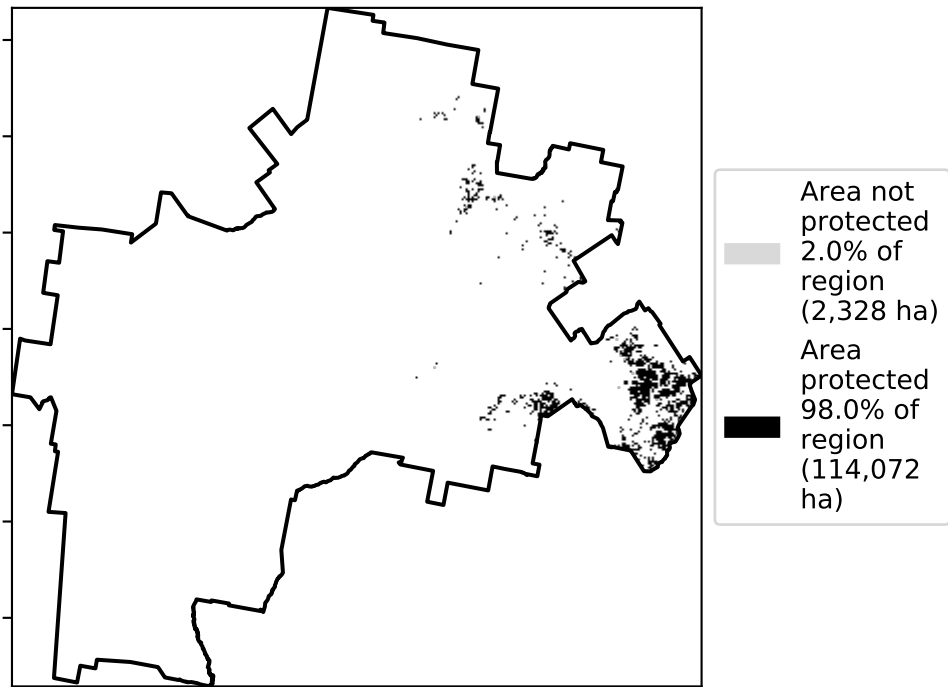 Area not
protected
2.0% of
region
(2,328 ha)
Area
protected
98.0% of
region
(114,072
ha)